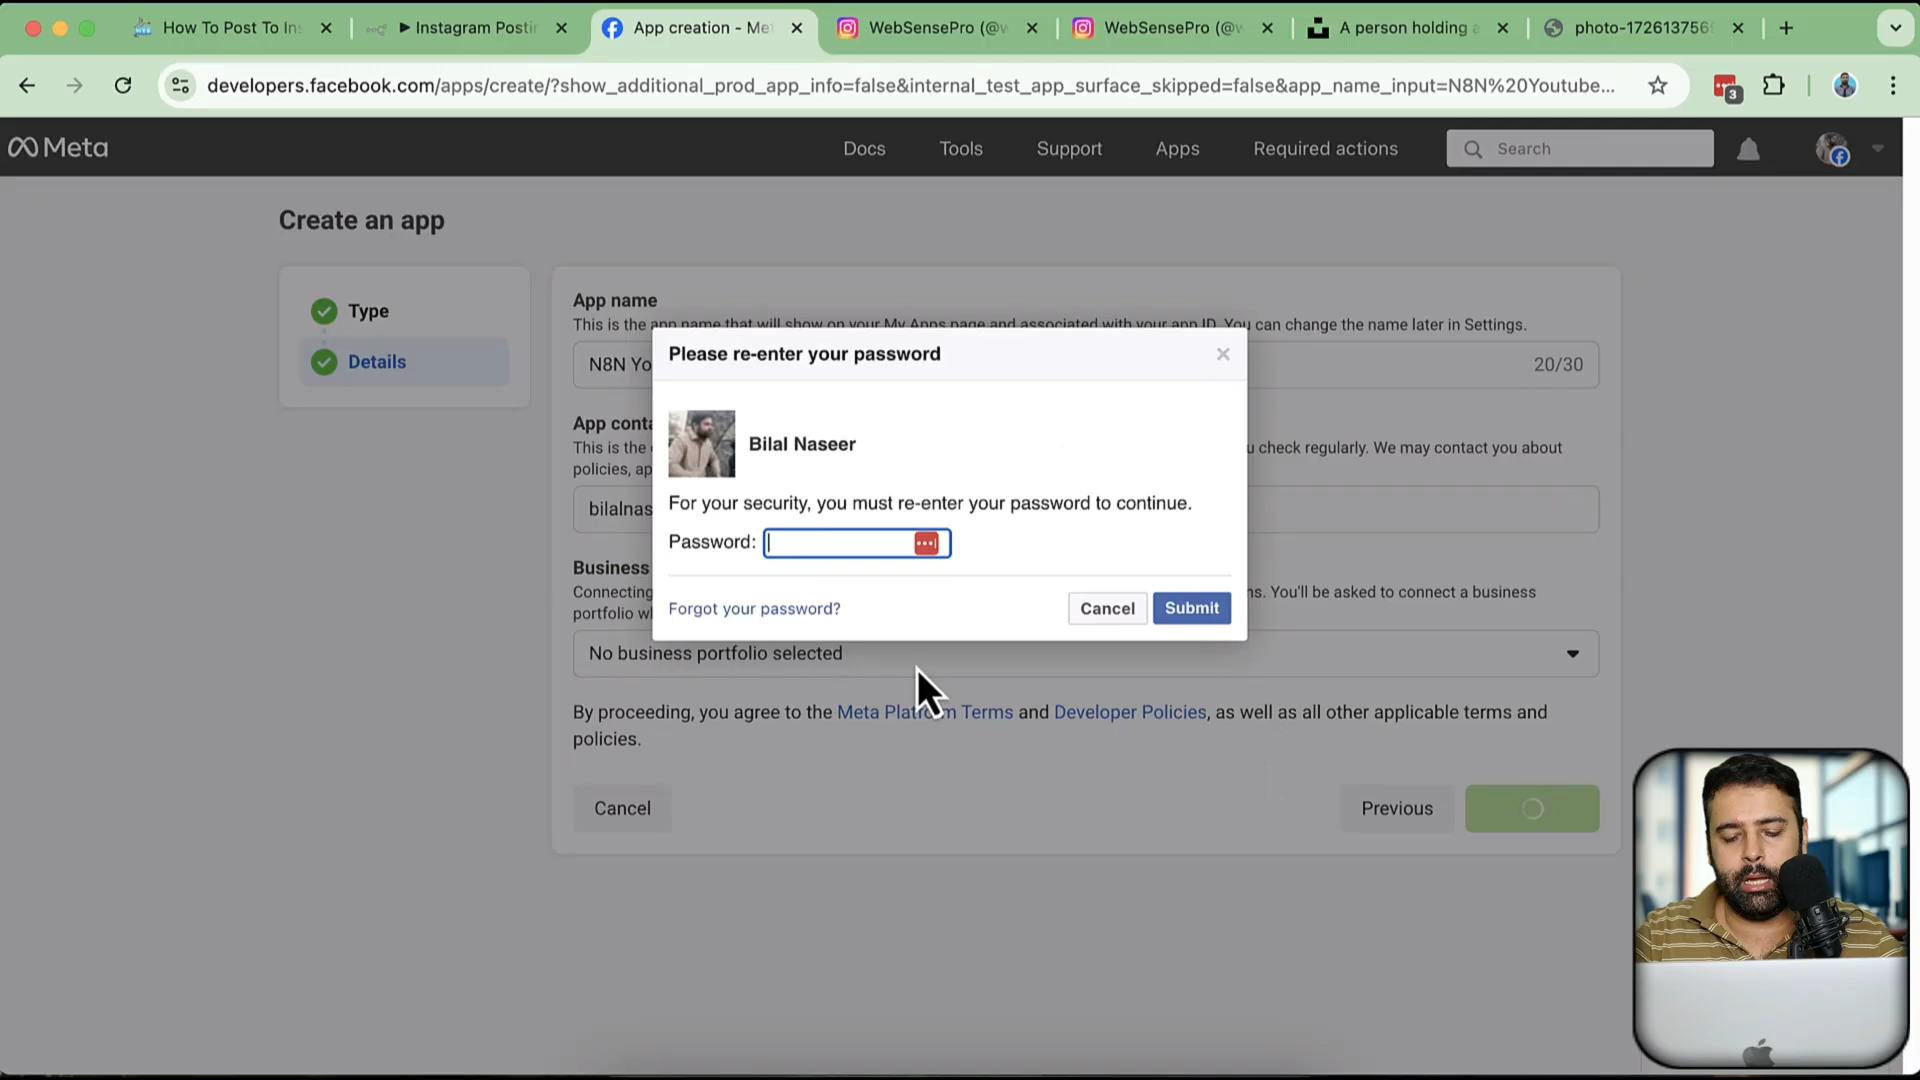 How To Post To In
Instagram Posti
App creation - Me
WebSensePro (@w
WebSensePro (@w
A person holding a
photo-172613756
developers.facebook.com/apps/create/?show_additional_prod_app_info=false&internal_test_app_surface_skipped=false&app_name_input=N8N%20Youtube...
3
Meta
Docs
Tools
Support
Apps
Required actions
Search
Create an app
Type
Details
App name
This is the app name that will show on your My Apps page and associated with your app ID. You can change the name later in Settings.
N8N Yo
20/30
App conta
This is the
u check regularly. We may contact you about
policies, ap
bilalnas
Business
Connecting
ns. You'll be asked to connect a business
portfolio w
No business portfolio selected
Please re-enter your password
Bilal Naseer
For your security, you must re-enter your password to continue.
Password:
Forgot your password?
Cancel
Submit
By proceeding, you agree to the Meta Platform Terms and Developer Policies, as well as all other applicable terms and
policies.
Cancel
Previous